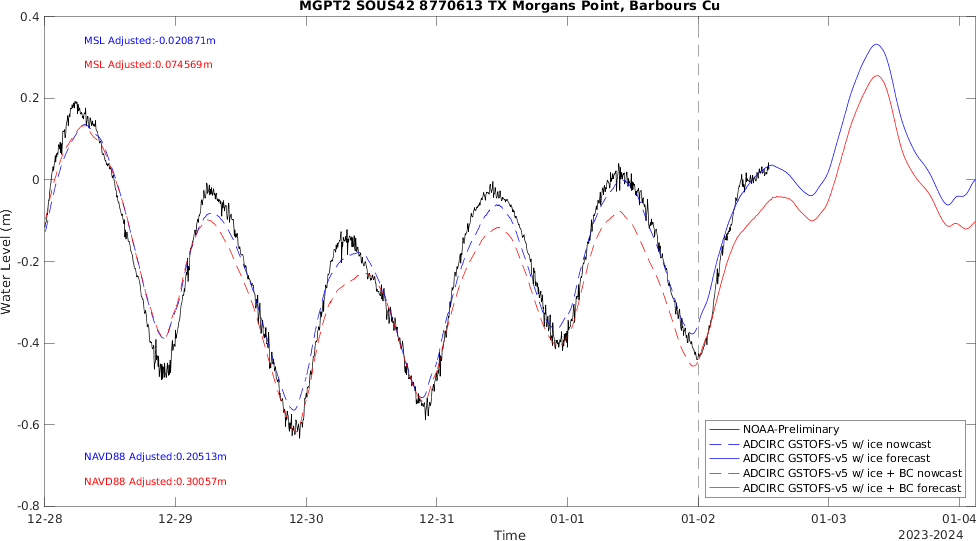 MGPT2 SOUS42 8770613 TX Morgans Point, Barbours Cu
MSL Adjusted:-0.020871m
MSL Adjusted:0.074569m
NAVD88 Adjusted:0.20513m
NAVD88 Adjusted:0.30057m
Water Level (m)
0.4
0.2
0
-0.2
-0.4
-0.6
-0.8
NOAA-Preliminary
ADCIRC GSTOFS-v5 w/ ice nowcast
ADCIRC GSTOFS-v5 w/ ice forecast
ADCIRC GSTOFS-v5 w/ ice + BC nowcast
ADCIRC GSTOFS-v5 w/ ice + BC forecast
12-28 12-29 12-30 12-31 01-01 01-02 01-03 01-04
Time
2023-2024